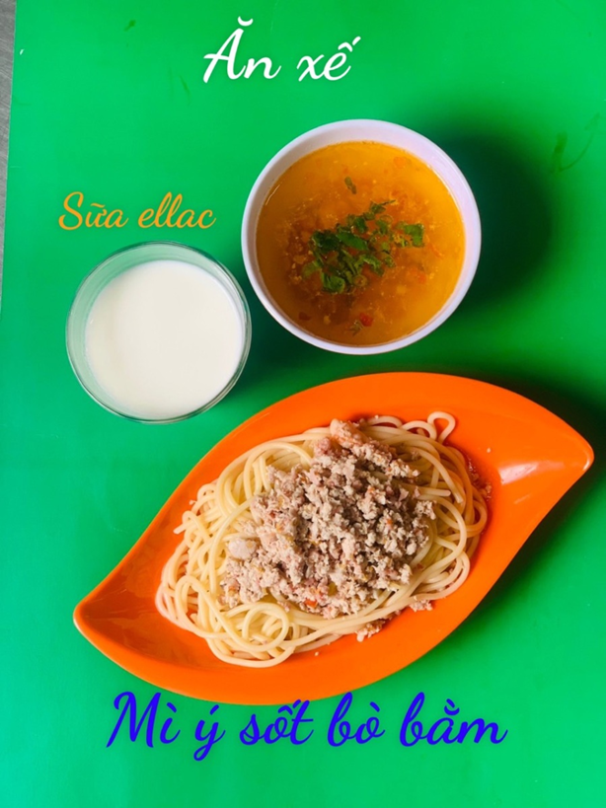 Ăn xế
Sữa ellac
Mì ý sốt bò bằm